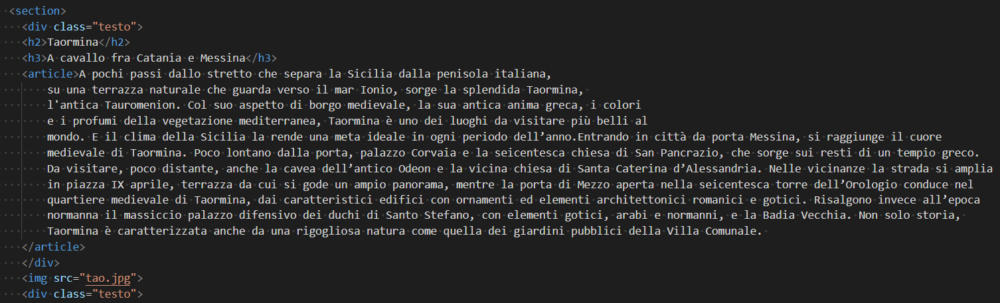 <section>
<div class="testo">
<h2>Taormina</h2>
<h3>A cavallo fra Catania e Messina</h3>
<article>A pochi passi dallo stretto che separa la Sicilia dalla penisola italiana,
su una terrazza naturale che guarda verso il mar Ionio, sorge la splendida Taormina,
l'antica Tauromenion. Col suo aspetto di borgo medievale, la sua antica anima greca, i colori
e i profumi della vegetazione mediterranea, Taormina è uno dei luoghi da visitare più belli al
mondo. E il clima della Sicilia la rende una meta ideale in ogni periodo dell’anno.Entrando in città da porta Messina, si raggiunge il cuore
medievale di Taormina. Poco lontano dalla porta, palazzo Corvaia e la seicentesca chiesa di San Pancrazio, che sorge sui resti di un tempio greco.
Da visitare, poco distante, anche la cavea dell’antico Odeon e la vicina chiesa di Santa Caterina d’Alessandria. Nelle vicinanze la strada si amplia
in piazza IX aprile, terrazza da cui si gode un ampio panorama, mentre la porta di Mezzo aperta nella seicentesca torre dell’Orologio conduce nel
quartiere medievale di Taormina, dai caratteristici edifici con ornamenti ed elementi architettonici romanici e gotici. Risalgono invece all’epoca
normanna il massiccio palazzo difensivo dei duchi di Santo Stefano, con elementi gotici, arabi e normanni, e la Badia Vecchia. Non solo storia,
Taormina è caratterizzata anche da una rigogliosa natura come quella dei giardini pubblici della Villa Comunale.
</article>
</div>
<img src="tao.jpg">
<div class="testo">